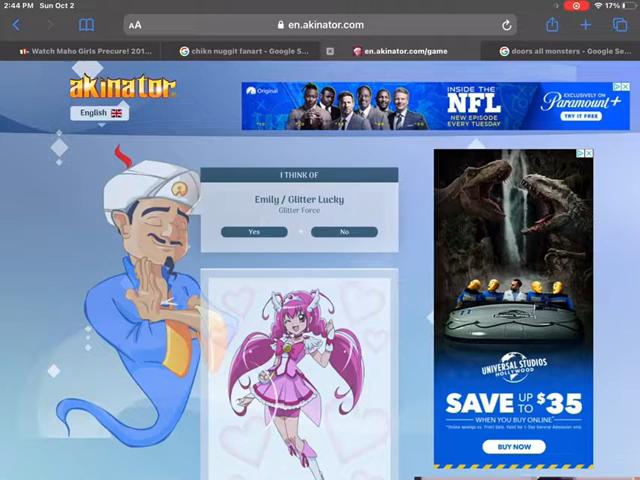 2:44 PM Sun Oct 2
17%
AA
en.akinator.com
Watch Maho Girls Precure! 201...
chikn nuggit fanart - Google S...
en.akinator.com/game
doors all monsters - Google Se...
akinator
English
Original
INSIDE THE
NFL
NEW EPISODE
EVERY TUESDAY
EXCLUSIVELY ON
Paramount+
TRY IT FREE
I THINK OF
Emily / Glitter Lucky
Glitter Force
Yes
No
UNIVERSAL STUDIOS
HOLLYWOOD
SAVE UP TO $35
WHEN YOU BUY ONLINE*
BUY NOW